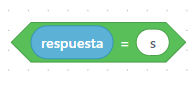 respuesta = s